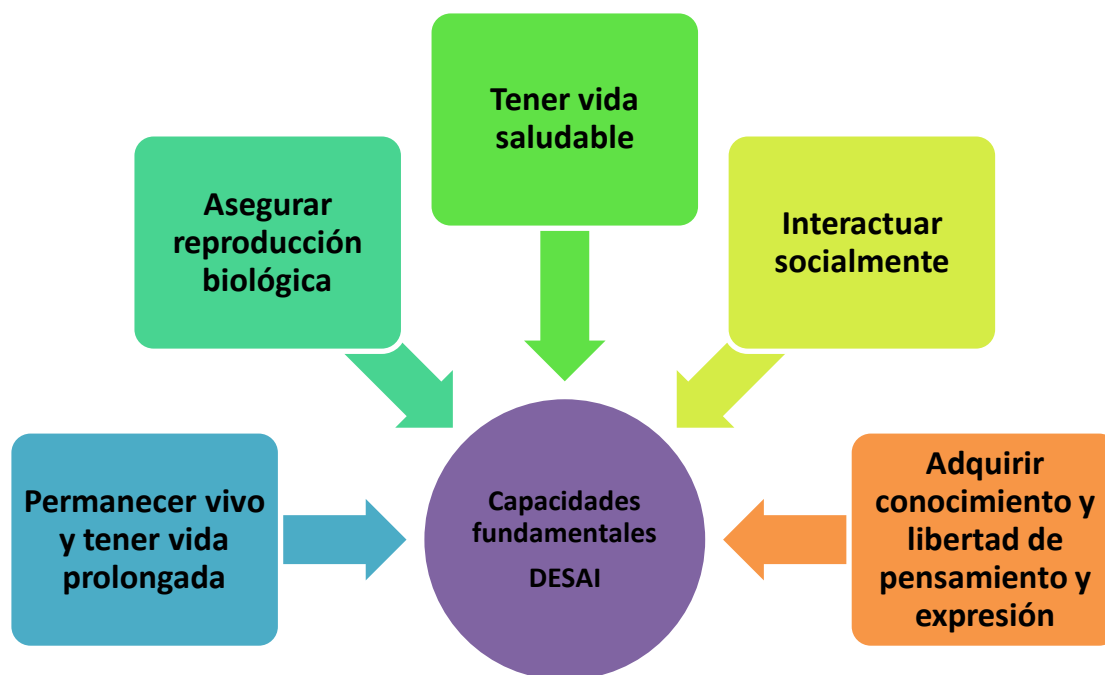 Tener vida
saludable
Asegurar
reproducción
biológica
Interactuar
socialmente
Permanecer vivo
y tener vida
prolongada
Capacidades
fundamentales
DESAI
Adquirir
conocimiento y
libertad de
pensamiento y
expresión